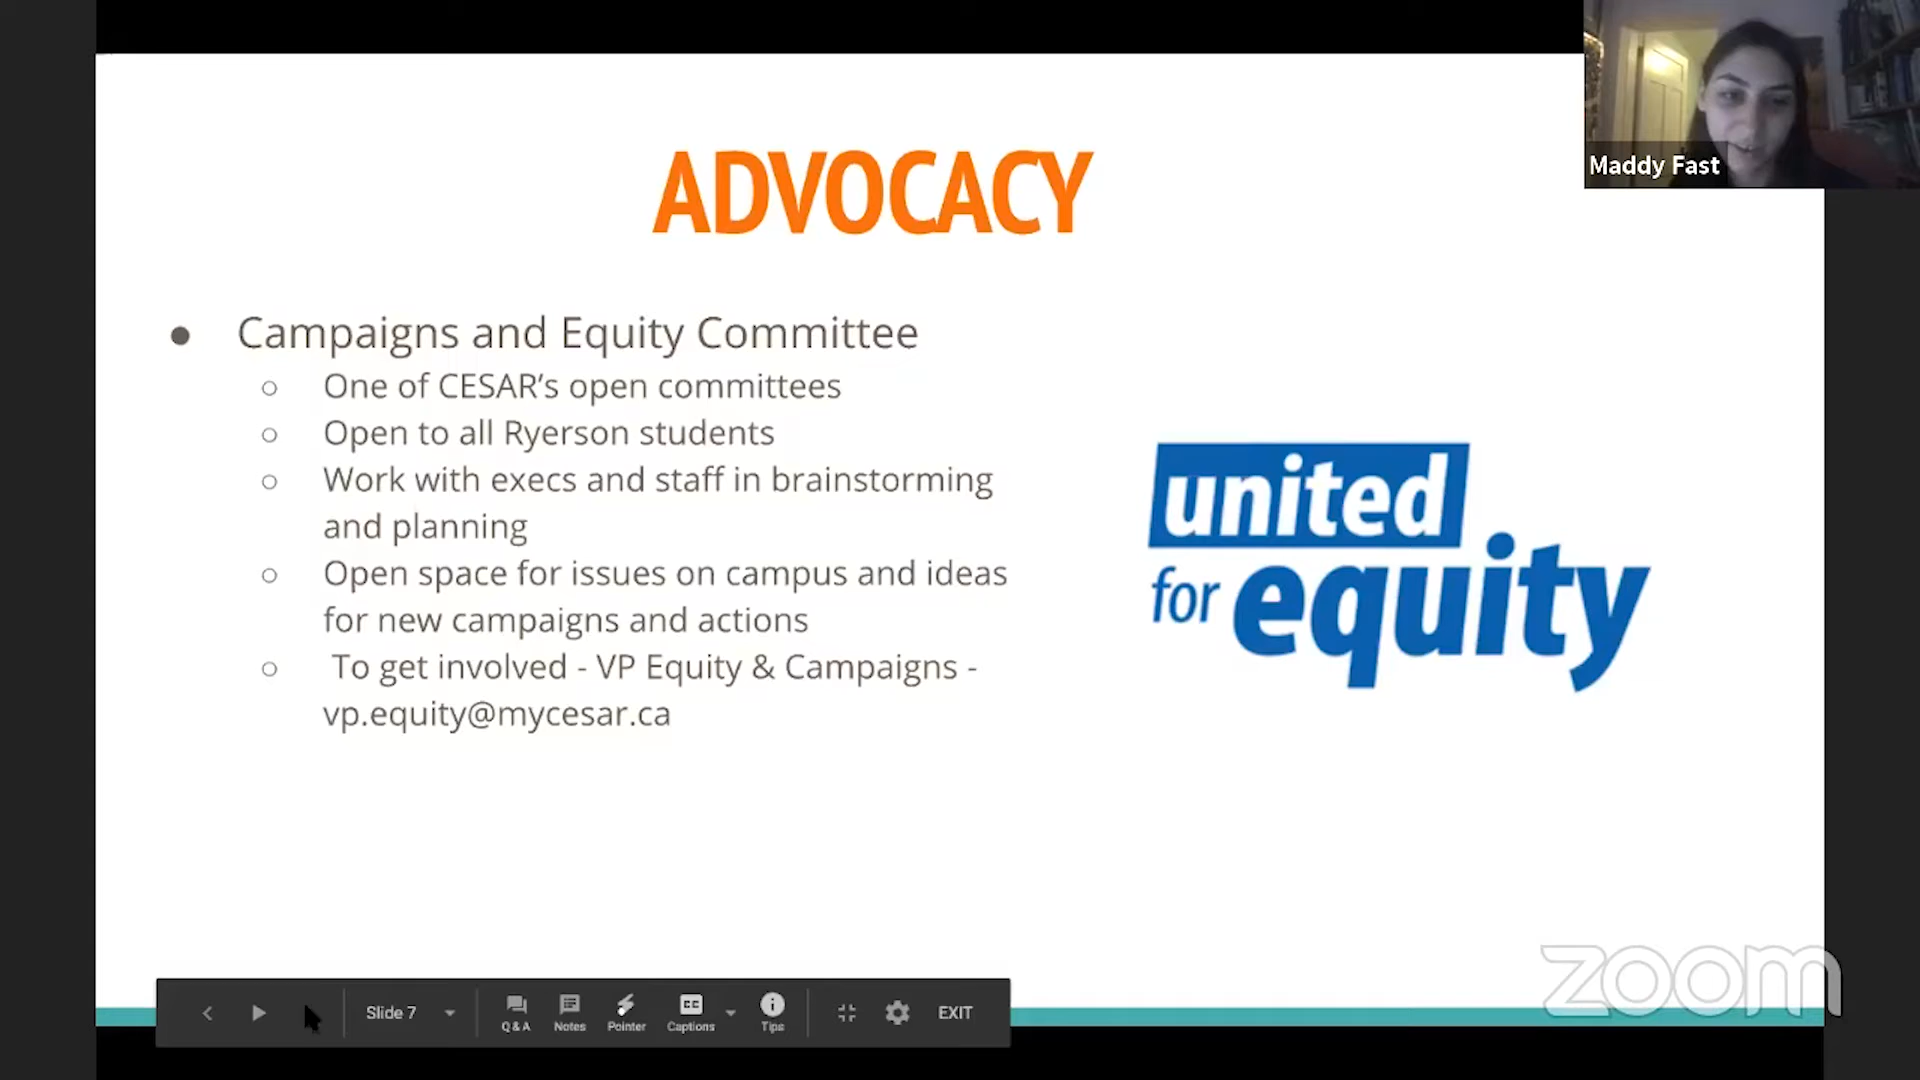 Maddy Fast
ADVOCACY
● Campaigns and Equity Committee
○ One of CESAR's open committees
○ Open to all Ryerson students
○ Work with execs and staff in brainstorming
and planning
○ Open space for issues on campus and ideas
for new campaigns and actions
○ To get involved - VP Equity & Campaigns -
vp.equity@mycesar.ca
united
for equity
zoom
Slide 7
Q & A
Notes
Pointer
CC
Captions
Tips
EXIT